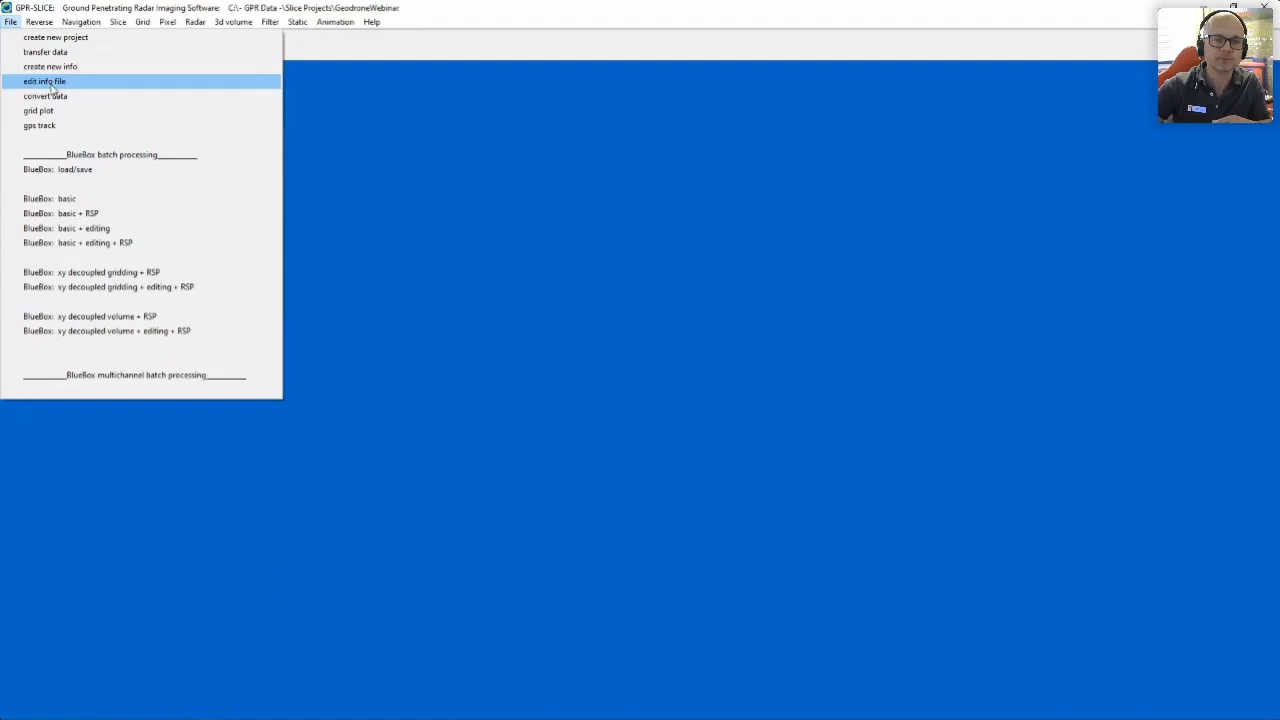 GPR-SLICE: Ground Penetrating Radar Imaging Software: C:\- GPR Data -\Slice Projects\GeodroneWebinar
File Reverse Navigation Slice Grid Pixel Radar 3d volume Filter Static Animation Help
create new project
transfer data
create new info
edit info file
convert data
grid plot
gps track
__________BlueBox batch processing_________
BlueBox: load/save
BlueBox: basic
BlueBox: basic + RSP
BlueBox: basic + editing
BlueBox: basic + editing + RSP
BlueBox: xy decoupled gridding + RSP
BlueBox: xy decoupled gridding + editing + RSP
BlueBox: xy decoupled volume + RSP
BlueBox: xy decoupled volume + editing + RSP
__________BlueBox multichannel batch processing_________